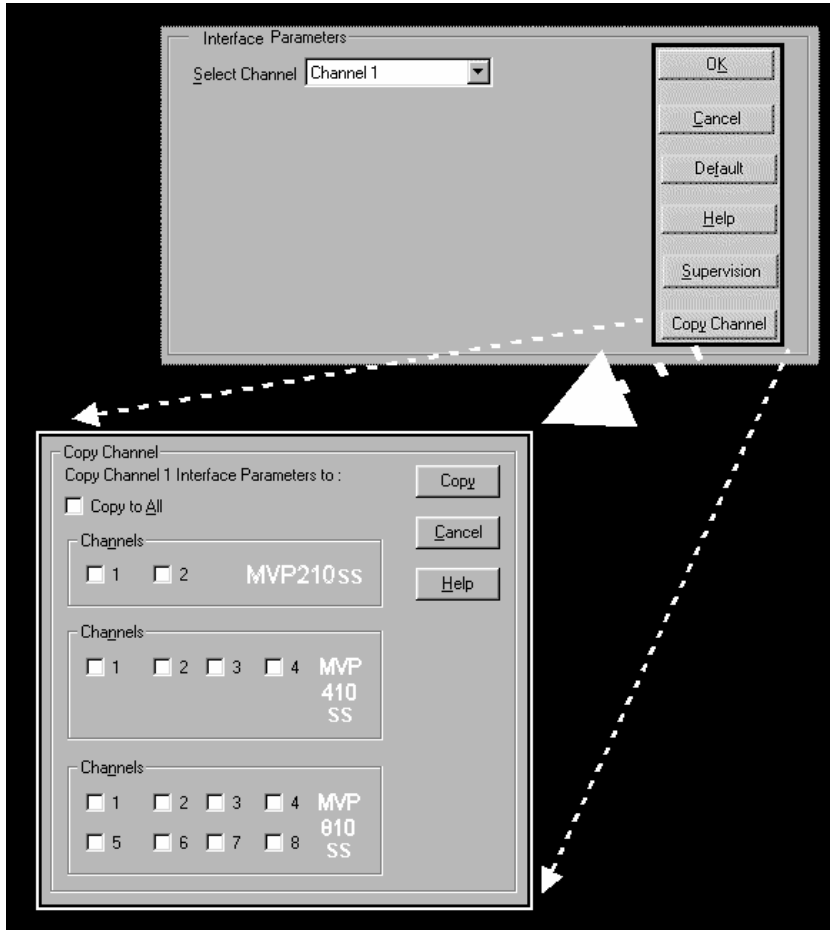 Interface Parameters
Select Channel Channel 1
OK
Cancel
Default
Help
Supervision
Copy Channel
Copy Channel
Copy Channel 1 Interface Parameters to :
Copy
Copy to All
Cancel
Help
Channels
1 2 MVP210SS
Channels
1 2 3 4 MVP
410
SS
Channels
1 2 3 4 MVP
5 6 7 8 810
SS